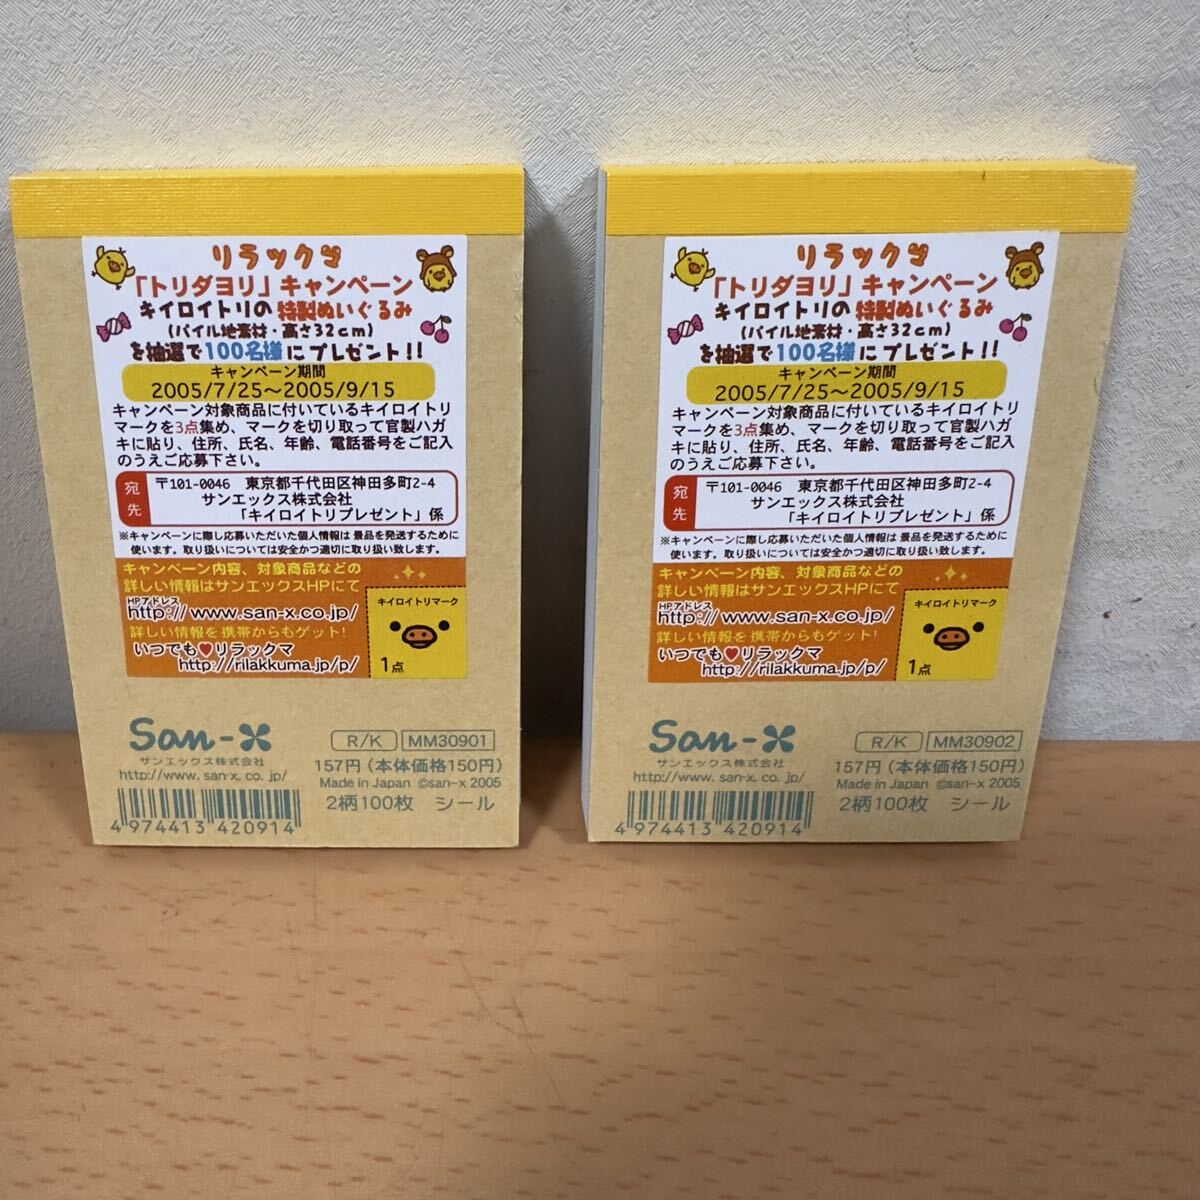 リラックマ
「トリダヨリ」キャンペーン
キイロイトリの特製ぬいぐるみ
(パイル地素材・高さ32cm)
を抽選で100名様にプレゼント!!
キャンペーン期間
2005/7/25～2005/9/15
キャンペーン対象商品に付いているキイロイトリ
マークを3点集め、マークを切り取って官製ハガ
キに貼り、住所、氏名、年齢、電話番号をご記入
のうえご応募下さい。
宛先
〒101-0046 東京都千代田区神田多町2-4
サンエックス株式会社
「キイロイトリプレゼント」係
※キャンペーンに際し応募いただいた個人情報は 景品を発送するために
使います。取り扱いについては安全かつ適切に取り扱い致します。
キャンペーン内容、対象商品などの
詳しい情報はサンエックスHPにて
HPアドレス
http://www.san-x.co.jp/
詳しい情報を携帯からもゲット!
いつでも♥リラックマ
http://rilakkuma.jp/p/
キイロイトリマーク
1点
San-x
サンエックス株式会社
http://www.san-x.co.jp/
R/K MM30901
157円(本体価格150円)
Made in Japan ©san-x 2005
2柄100枚 シール
4 974413 420914
リラックマ
「トリダヨリ」キャンペーン
キイロイトリの特製ぬいぐるみ
(パイル地素材・高さ32cm)
を抽選で100名様にプレゼント!!
キャンペーン期間
2005/7/25～2005/9/15
キャンペーン対象商品に付いているキイロイトリ
マークを3点集め、マークを切り取って官製ハガ
キに貼り、住所、氏名、年齢、電話番号をご記入
のうえご応募下さい。
宛先
〒101-0046 東京都千代田区神田多町2-4
サンエックス株式会社
「キイロイトリプレゼント」係
※キャンペーンに際し応募いただいた個人情報は 景品を発送するために
使います。取り扱いについては安全かつ適切に取り扱い致します。
キャンペーン内容、対象商品などの
詳しい情報はサンエックスHPにて
HPアドレス
http://www.san-x.co.jp/
詳しい情報を携帯からもゲット!
いつでも♥リラックマ
http://rilakkuma.jp/p/
キイロイトリマーク
1点
San-x
サンエックス株式会社
http://www.san-x.co.jp/
R/K MM30902
157円(本体価格150円)
Made in Japan ©san-x 2005
2柄100枚 シール
4 974413 420914